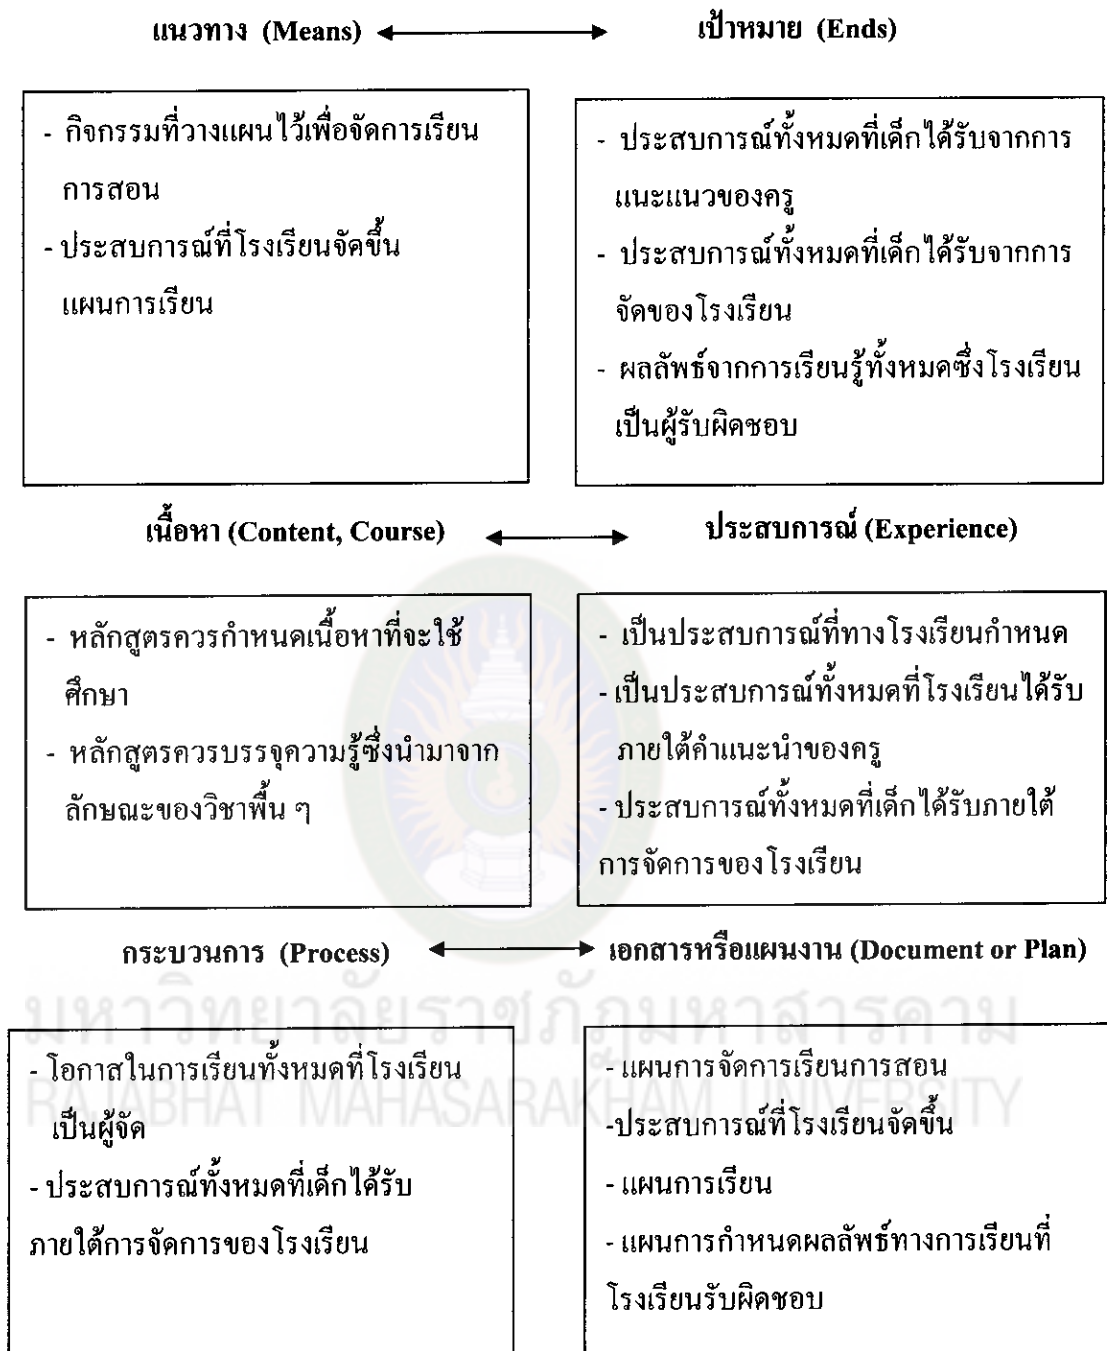 แนวทาง (Means)
เป้าหมาย (Ends)
- กิจกรรมที่วางแผนไว้เพื่อจัดการเรียน
การสอน
- ประสบการณ์ที่โรงเรียนจัดขึ้น
แผนการเรียน
- ประสบการณ์ทั้งหมดที่เด็กได้รับจากการ
แนะแนวของครู
- ประสบการณ์ทั้งหมดที่เด็กได้รับจากการ
จัดของโรงเรียน
- ผลลัพธ์จากการเรียนรู้ทั้งหมดซึ่งโรงเรียน
เป็นผู้รับผิดชอบ
เนื้อหา (Content, Course)
ประสบการณ์ (Experience)
- หลักสูตรควรกำหนดเนื้อหาที่จะใช้
ศึกษา
- หลักสูตรควรบรรจุความรู้ซึ่งนำมาจาก
ลักษณะของวิชาพื้น ๆ
- เป็นประสบการณ์ที่ทางโรงเรียนกำหนด
- เป็นประสบการณ์ทั้งหมดที่โรงเรียนได้รับ
ภายใต้คำแนะนำของครู
- ประสบการณ์ทั้งหมดที่เด็กได้รับภายใต้
การจัดการของโรงเรียน
กระบวนการ (Process)
เอกสารหรือแผนงาน (Document or Plan)
มหาวิทยาลัยราชภัฏมหาสารคาม
RAJABHAT MAHASARAKHAM UNIVERSITY
- โอกาสในการเรียนทั้งหมดที่โรงเรียน
เป็นผู้จัด
- ประสบการณ์ทั้งหมดที่เด็กได้รับ
ภายใต้การจัดการของโรงเรียน
- แผนการจัดการเรียนการสอน
-ประสบการณ์ที่โรงเรียนจัดขึ้น
- แผนการเรียน
- แผนการกำหนดผลลัพธ์ทางการเรียนที่
โรงเรียนรับผิดชอบ